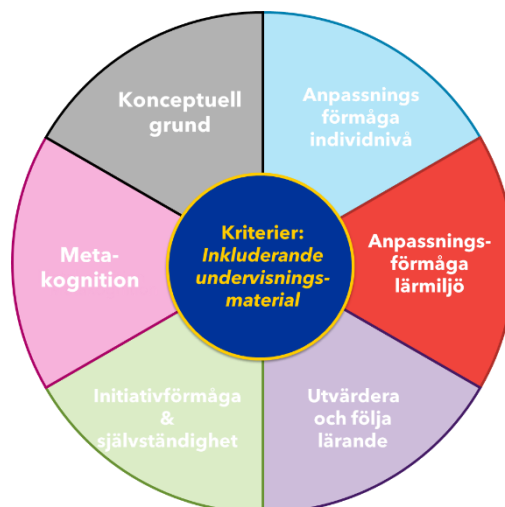 Konceptuell
grund
Anpassnings
förmåga
individnivå
Meta-
kognition
Kriterier:
Inkluderande
undervisnings-
material
Anpassnings-
förmåga
lärmiljö
Initiativförmåga
&
självständighet
Utvärdera
och följa
lärande